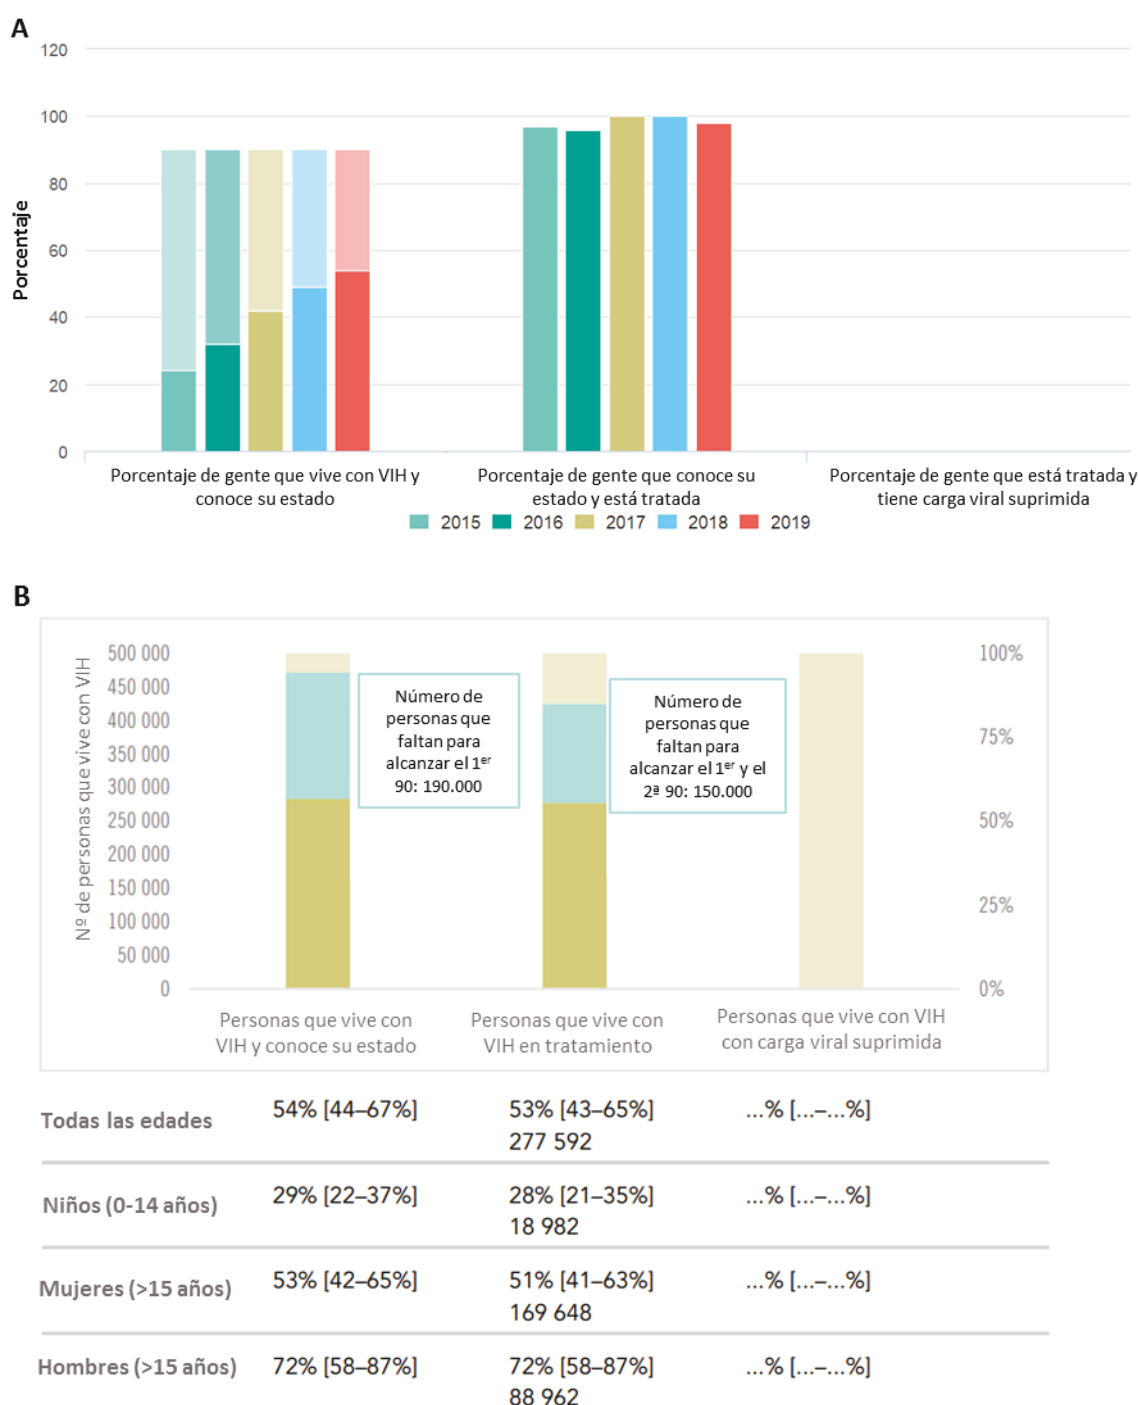 A
120
100
80
60
40
20
0
Porcentaje
Porcentaje de gente que vive con VIH y
conoce su estado
Porcentaje de gente que conoce su
estado y está tratada
Porcentaje de gente que está tratada y
tiene carga viral suprimida
2015 2016 2017 2018 2019
B
Nº de personas que vive con VIH
500 000
450 000
400 000
350 000
300 000
250 000
200 000
150 000
100 000
50 000
0
Número de
personas que
faltan para
alcanzar el 1er
90: 190.000
Número de
personas que
faltan para
alcanzar el 1er y el
2ª 90: 150.000
100%
75%
50%
25%
0%
Personas que vive con
VIH y conoce su estado
Personas que vive con
VIH en tratamiento
Personas que vive con VIH
con carga viral suprimida
Todas las edades
54% [44–67%]
53% [43–65%]
277 592
...% [...–...%]
Niños (0-14 años)
29% [22–37%]
28% [21–35%]
18 982
...% [...–...%]
Mujeres (>15 años)
53% [42–65%]
51% [41–63%]
169 648
...% [...–...%]
Hombres (>15 años)
72% [58–87%]
72% [58–87%]
88 962
...% [...–...%]